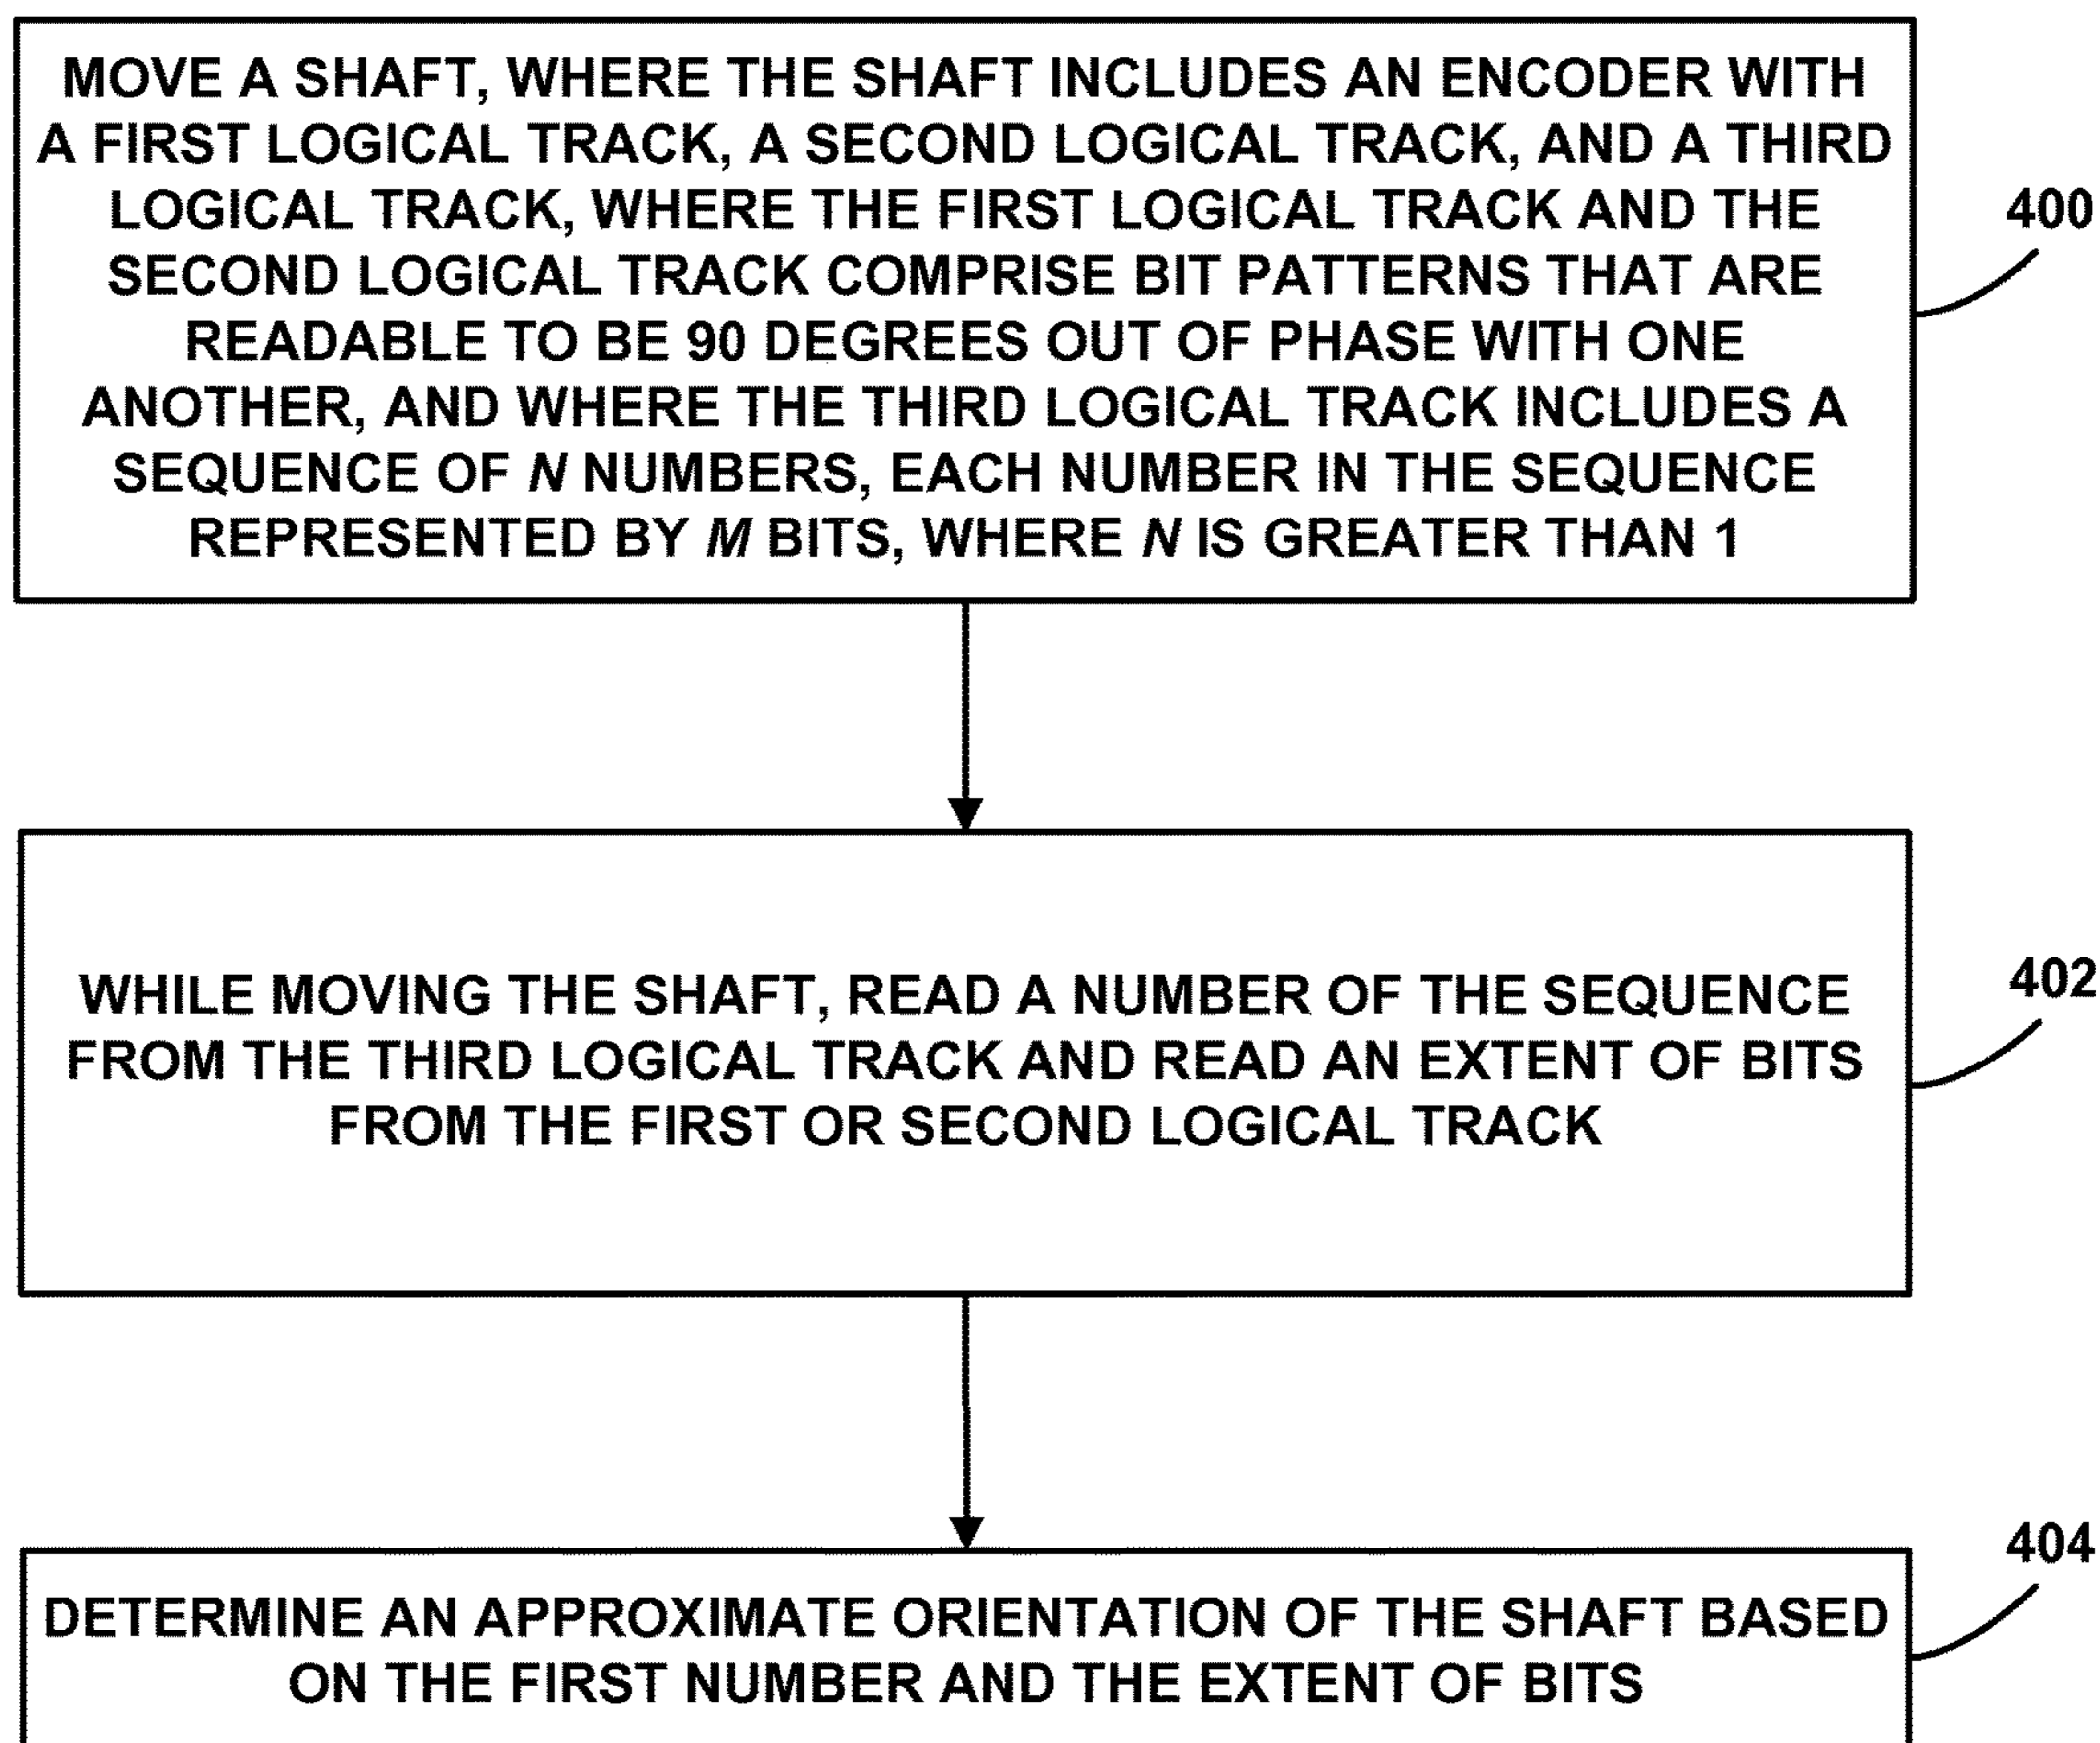 MOVE A SHAFT, WHERE THE SHAFT INCLUDES AN ENCODER WITH
A FIRST LOGICAL TRACK, A SECOND LOGICAL TRACK, AND A THIRD
LOGICAL TRACK, WHERE THE FIRST LOGICAL TRACK AND THE
SECOND LOGICAL TRACK COMPRISE BIT PATTERNS THAT ARE
READABLE TO BE 90 DEGREES OUT OF PHASE WITH ONE
ANOTHER, AND WHERE THE THIRD LOGICAL TRACK INCLUDES A
SEQUENCE OF N NUMBERS, EACH NUMBER IN THE SEQUENCE
REPRESENTED BY M BITS, WHERE N IS GREATER THAN 1
400
WHILE MOVING THE SHAFT, READ A NUMBER OF THE SEQUENCE
FROM THE THIRD LOGICAL TRACK AND READ AN EXTENT OF BITS
FROM THE FIRST OR SECOND LOGICAL TRACK
402
DETERMINE AN APPROXIMATE ORIENTATION OF THE SHAFT BASED
ON THE FIRST NUMBER AND THE EXTENT OF BITS
404